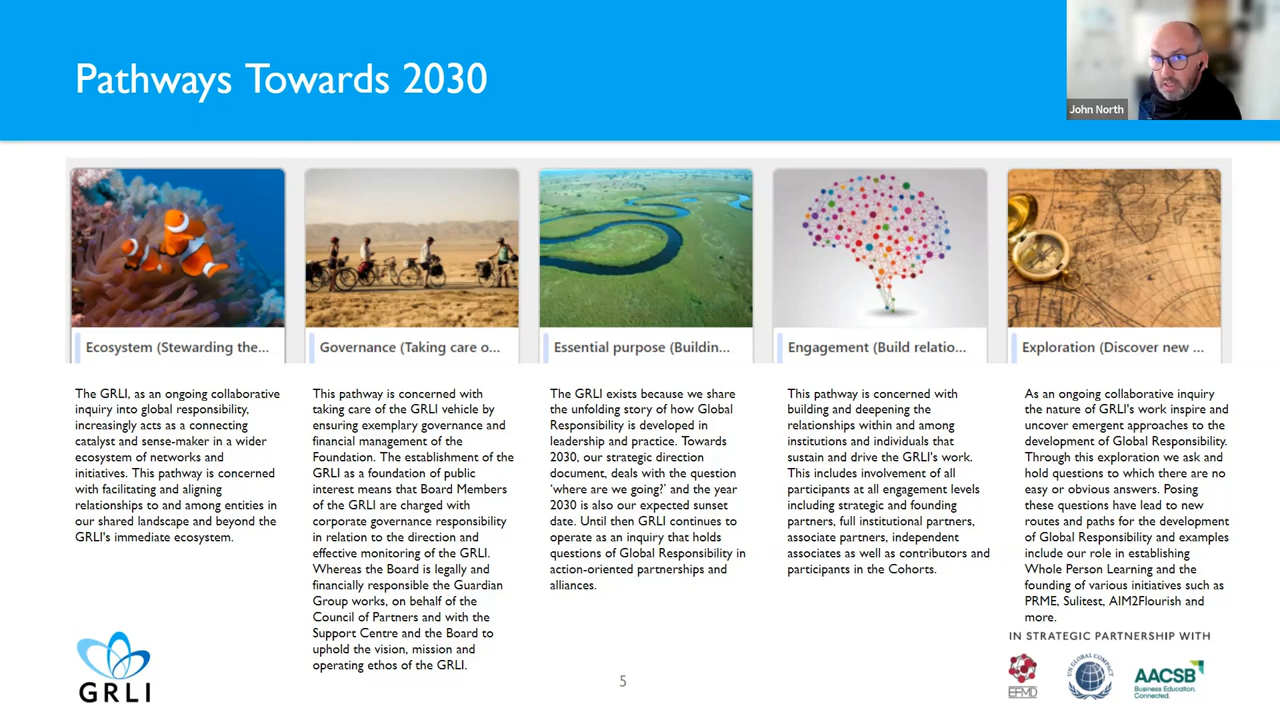 Pathways Towards 2030
John North
Ecosystem (Stewarding the...
Governance (Taking care o...
Essential purpose (Buildin...
Engagement (Build relatio...
Exploration (Discover new ...
The GRLI, as an ongoing collaborative
inquiry into global responsibility,
increasingly acts as a connecting
catalyst and sense-maker in a wider
ecosystem of networks and
initiatives. This pathway is concerned
with facilitating and aligning
relationships to and among entities in
our shared landscape and beyond the
GRLI's immediate ecosystem.
This pathway is concerned with
taking care of the GRLI vehicle by
ensuring exemplary governance and
financial management of the
Foundation. The establishment of the
GRLI as a foundation of public
interest means that Board Members
of the GRLI are charged with
corporate governance responsibility
in relation to the direction and
effective monitoring of the GRLI.
Whereas the Board is legally and
financially responsible the Guardian
Group works, on behalf of the
Council of Partners and with the
Support Centre and the Board to
uphold the vision, mission and
operating ethos of the GRLI.
The GRLI exists because we share
the unfolding story of how Global
Responsibility is developed in
leadership and practice. Towards
2030, our strategic direction
document, deals with the question
‘where are we going?’ and the year
2030 is also our expected sunset
date. Until then GRLI continues to
operate as an inquiry that holds
questions of Global Responsibility in
action-oriented partnerships and
alliances.
This pathway is concerned with
building and deepening the
relationships within and among
institutions and individuals that
sustain and drive the GRLI's work.
This includes involvement of all
participants at all engagement levels
including strategic and founding
partners, full institutional partners,
associate partners, independent
associates as well as contributors and
participants in the Cohorts.
As an ongoing collaborative inquiry
the nature of GRLI's work inspire and
uncover emergent approaches to the
development of Global Responsibility.
Through this exploration we ask and
hold questions to which there are no
easy or obvious answers. Posing
these questions have lead to new
routes and paths for the development
of Global Responsibility and examples
include our role in establishing
Whole Person Learning and the
founding of various initiatives such as
PRME, Sulitest, AIM2Flourish and
more.
GRLI
5
IN STRATEGIC PARTNERSHIP WITH
EFMD
UN GLOBAL COMPACT
AACSB
Business Education.
Connected.